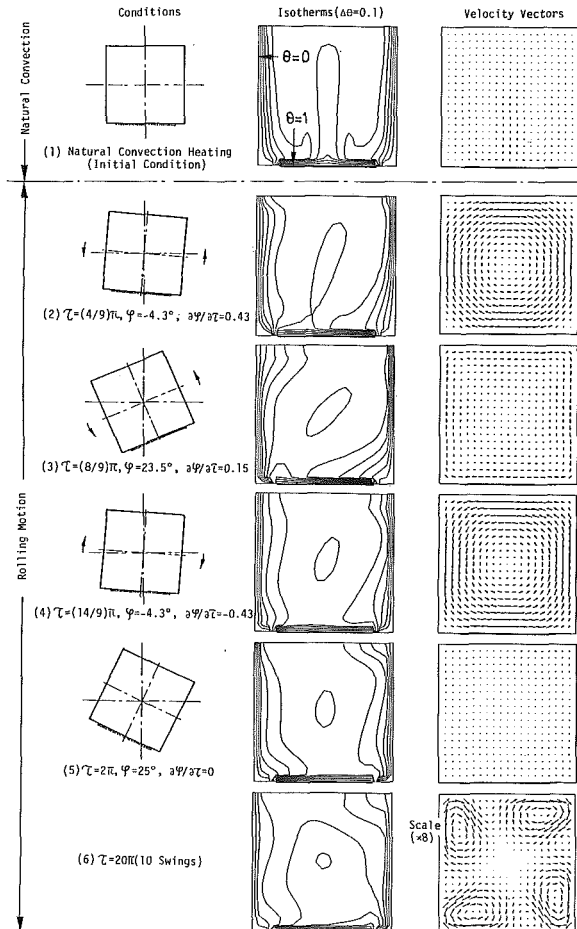 Conditions
Isotherms(Δθ=0.1)
Velocity Vectors
Natural Convection
θ=0
θ=1
(1) Natural Convection Heating
(Initial Condition)
Rolling Motion
(2) τ=(4/9)π, φ=-4.3°, ∂φ/∂τ=0.43
(3) τ=(8/9)π, φ=23.5°, ∂φ/∂τ=0.15
(4) τ=(14/9)π, φ=-4.3°, ∂φ/∂τ=-0.43
(5) τ=2π, φ=25°, ∂φ/∂τ=0
(6) τ=20π(10 Swings)
Scale
(×8)